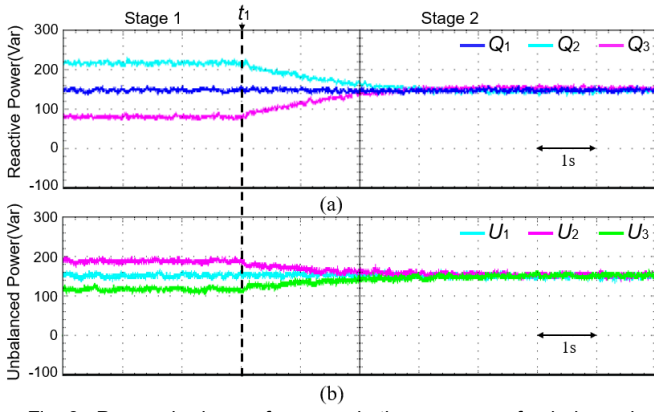 Stage 1
t1
Stage 2
(a)
Reactive Power(Var)
300
200
100
0
-100
Q1
Q2
Q3
1s
(a)
(b)
Unbalanced Power(Var)
300
200
100
0
-100
U1
U2
U3
1s
(b)